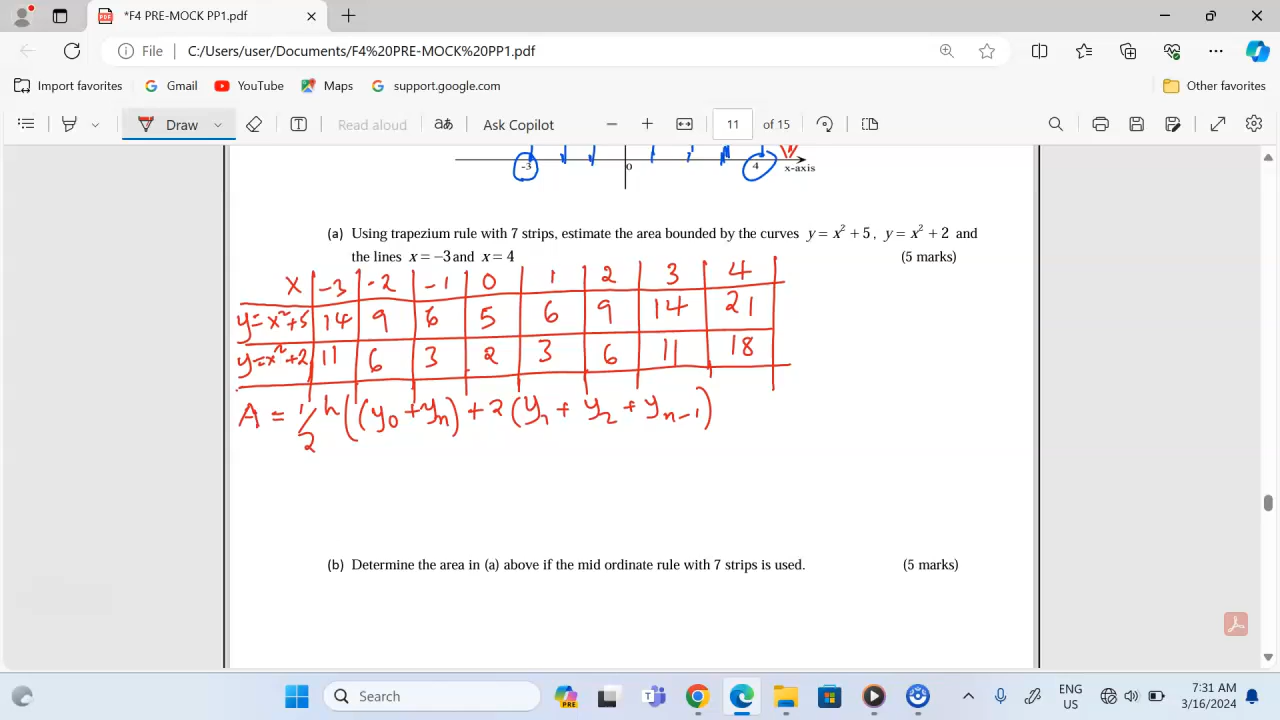 *F4 PRE-MOCK PP1.pdf
File C:/Users/user/Documents/F4%20PRE-MOCK%20PP1.pdf
Import favorites Gmail YouTube Maps support.google.com Other favorites
Draw Read aloud aあ Ask Copilot 11 of 15
-3 0 4 x-axis
(a) Using trapezium rule with 7 strips, estimate the area bounded by the curves y = x² + 5 , y = x² + 2 and
the lines x = −3 and x = 4 (5 marks)
x -3 -2 -1 0 1 2 3 4
y=x²+5 14 9 6 5 6 9 14 21
y=x²+2 11 6 3 2 3 6 11 18
A = 1/2 h((y₀+yₙ)+2(y₁+y₂+yₙ₋₁)
(b) Determine the area in (a) above if the mid ordinate rule with 7 strips is used. (5 marks)
Search PRE ENG US 7:31 AM 3/16/2024